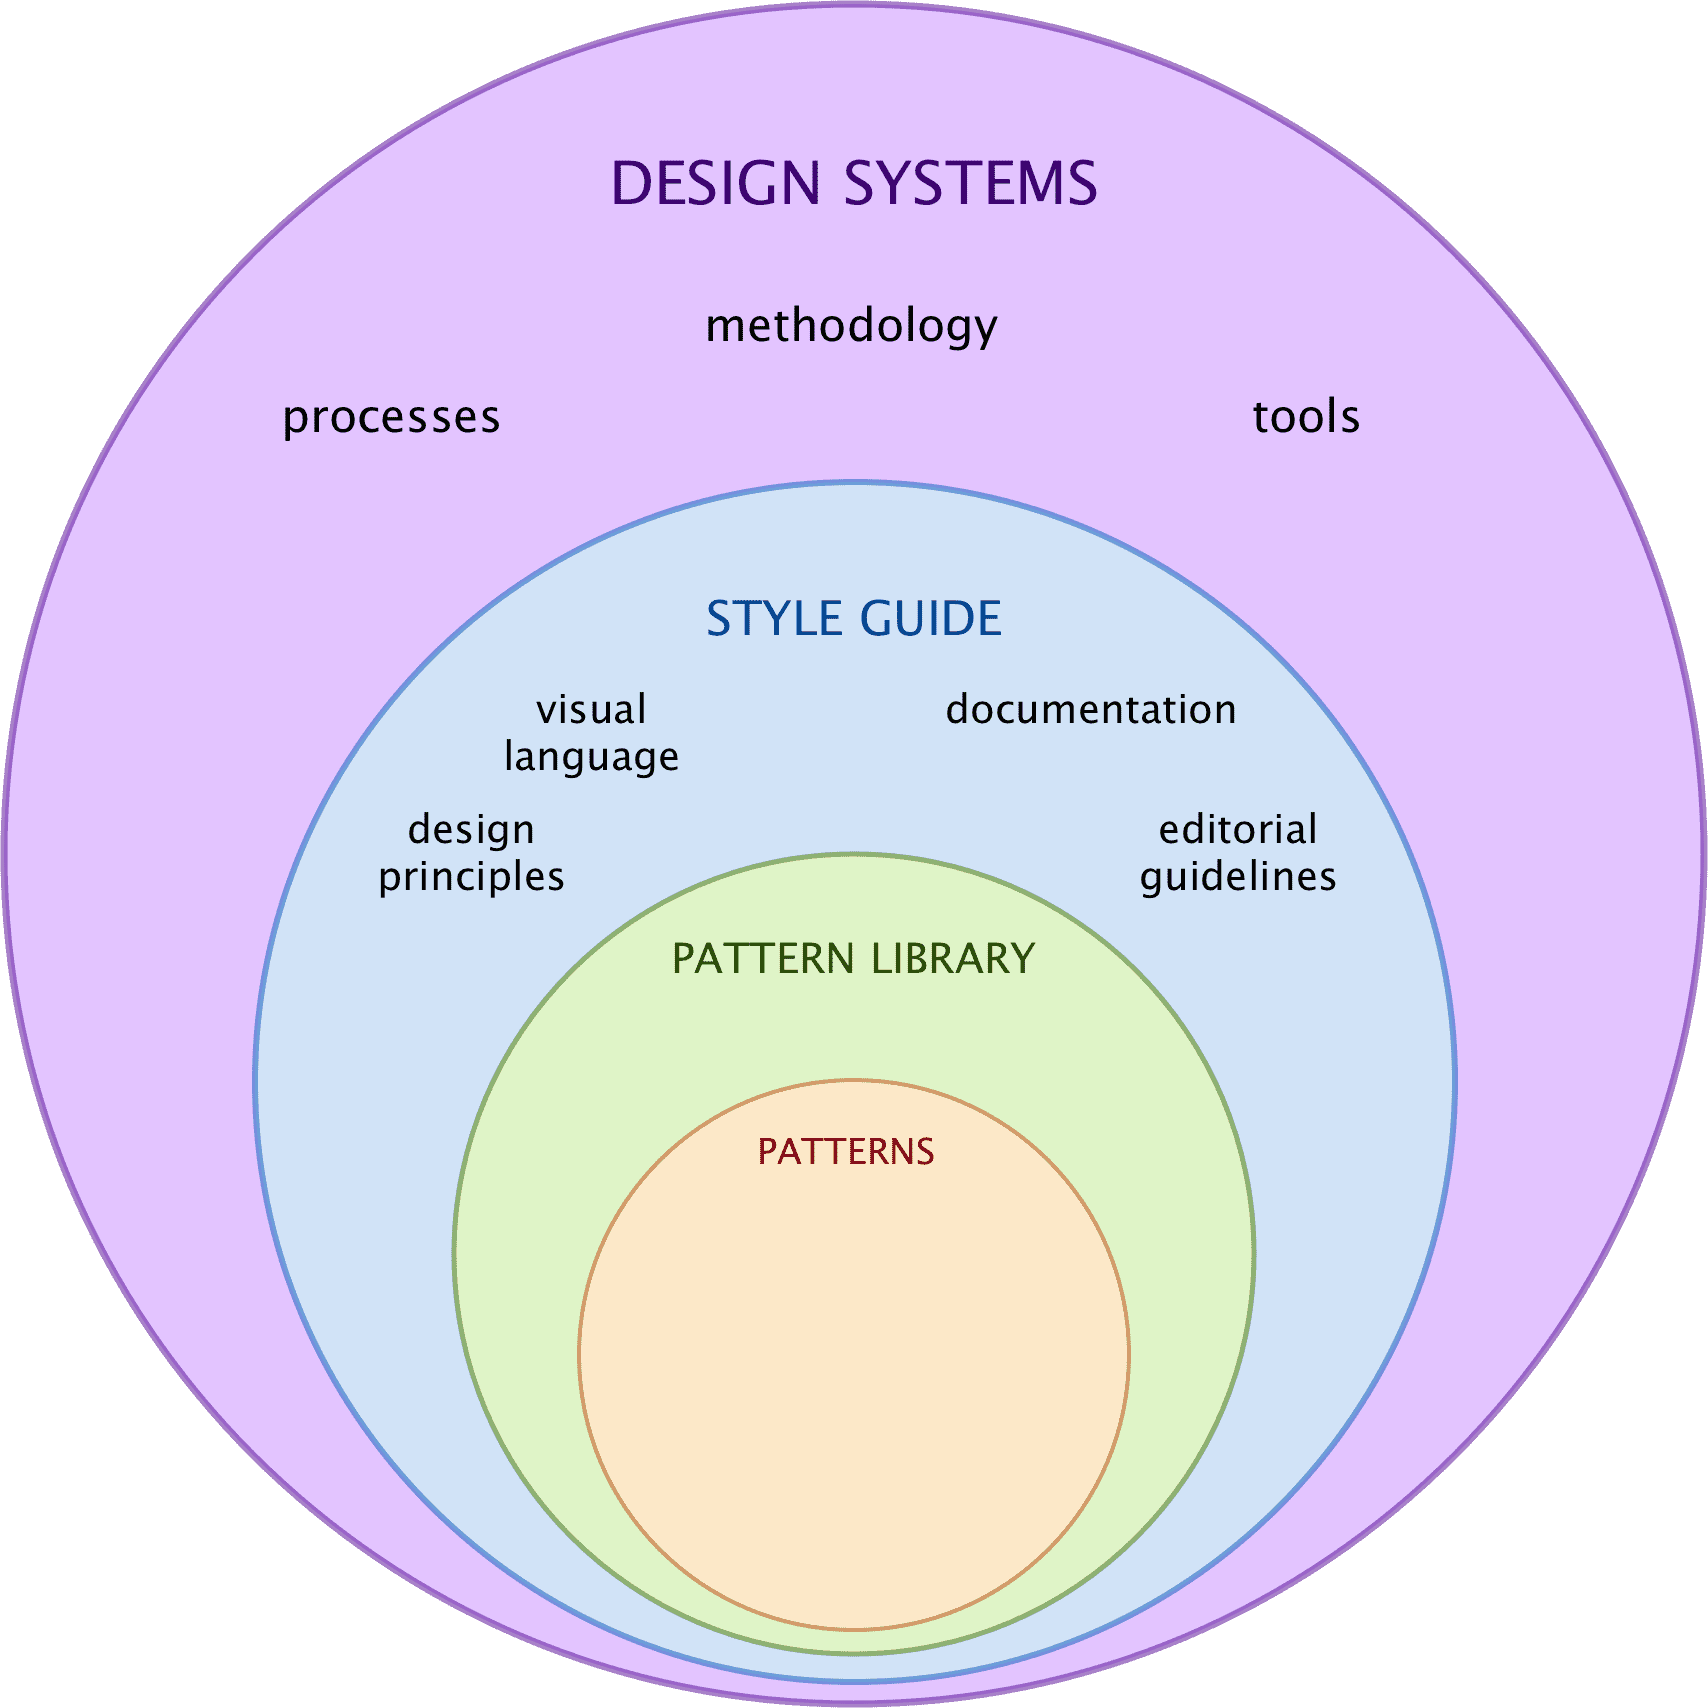 DESIGN SYSTEMS
methodology
processes
tools
STYLE GUIDE
visual
language
documentation
design
principles
editorial
guidelines
PATTERN LIBRARY
PATTERNS